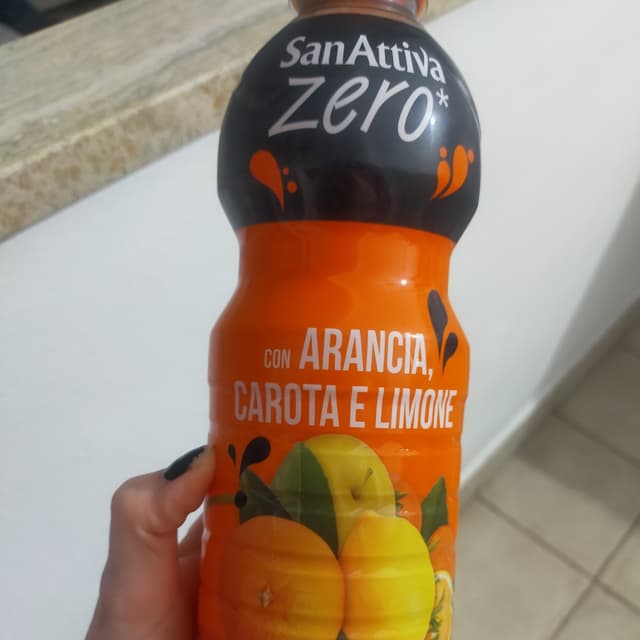 SanAttiva
zero*
CON ARANCIA,
CAROTA E LIMONE